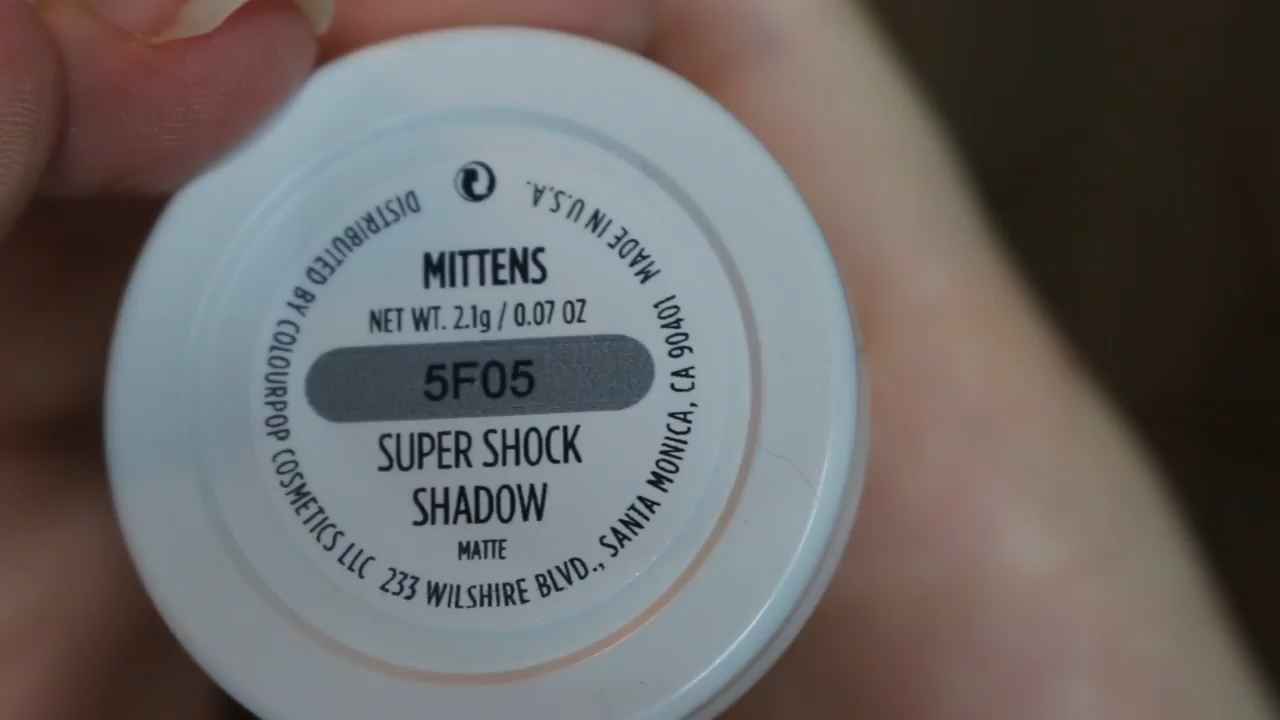 MITTENS
NET WT. 2.1g / 0.07 OZ
5F05
SUPER SHOCK
SHADOW
MATTE
DISTRIBUTED BY COLOURPOP COSMETICS LLC 233 WILSHIRE BLVD., SANTA MONICA, CA 90401 MADE IN U.S.A.